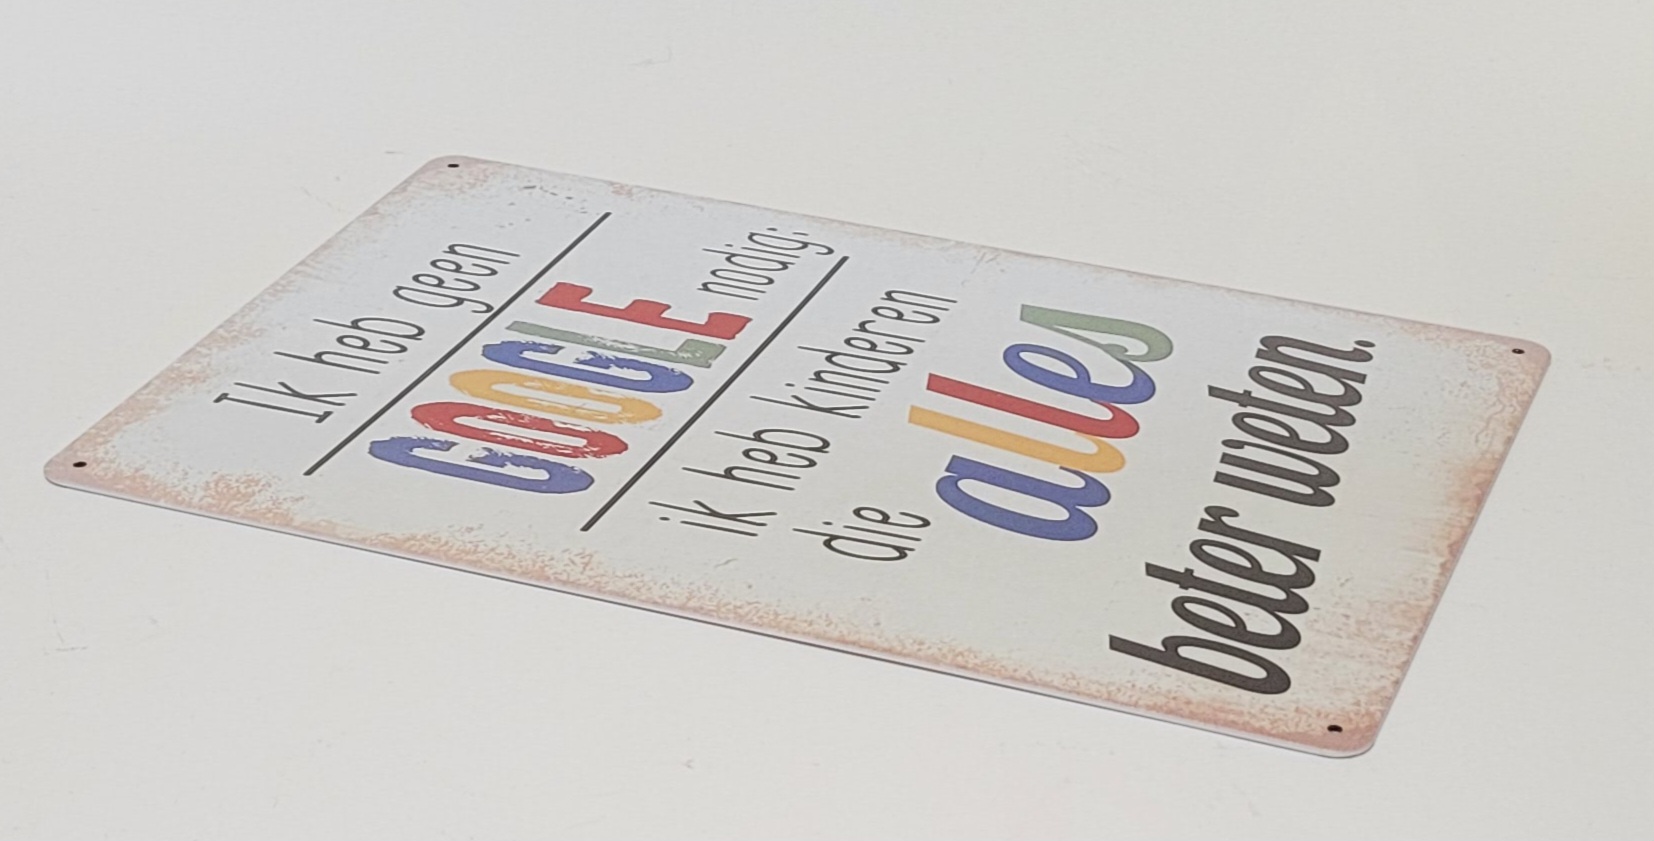 Ik heb geen
GOOGLE nodig;
ik heb kinderen
die alles
beter weten.